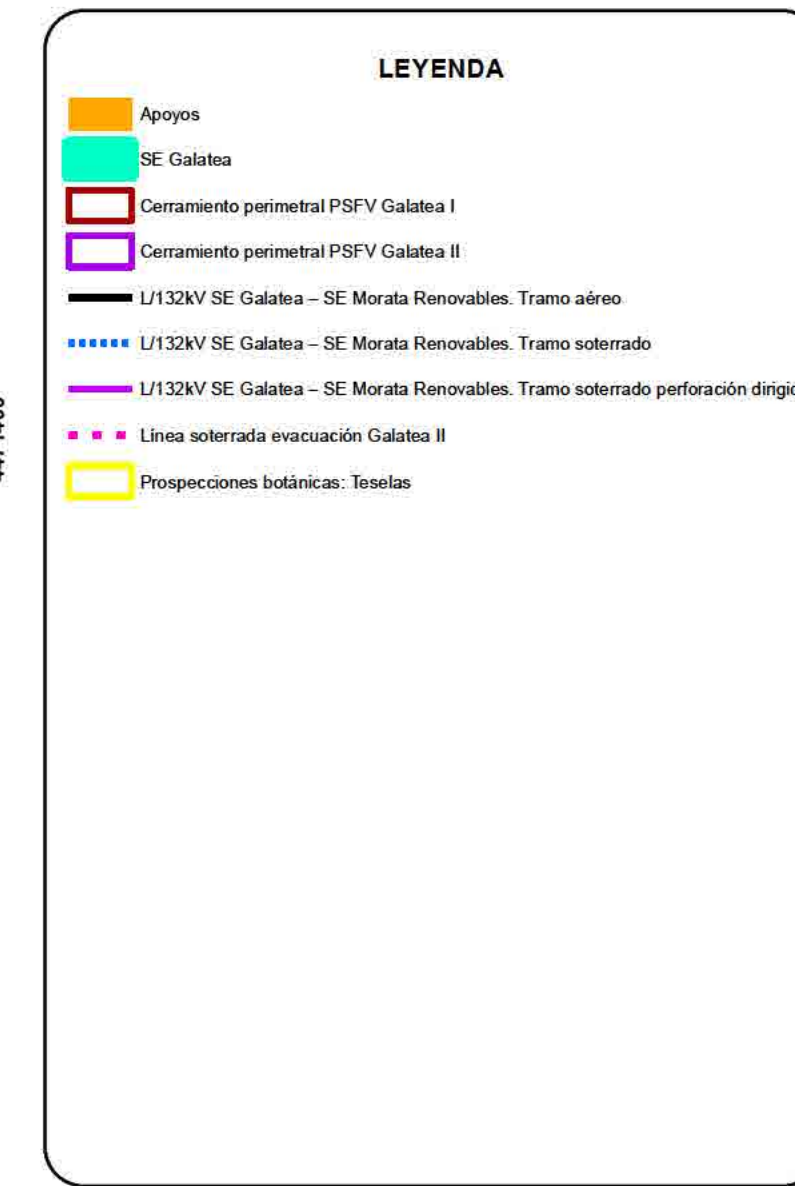 LEYENDA
Apoyos
SE Galatea
Cerramiento perimetral PSFV Galatea I
Cerramiento perimetral PSFV Galatea II
L/132kV SE Galatea – SE Morata Renovables. Tramo aéreo
L/132kV SE Galatea – SE Morata Renovables. Tramo soterrado
L/132kV SE Galatea – SE Morata Renovables. Tramo soterrado perforación
Línea soterrada evacuación Galatea II
Prospecciones botánicas: Teselas